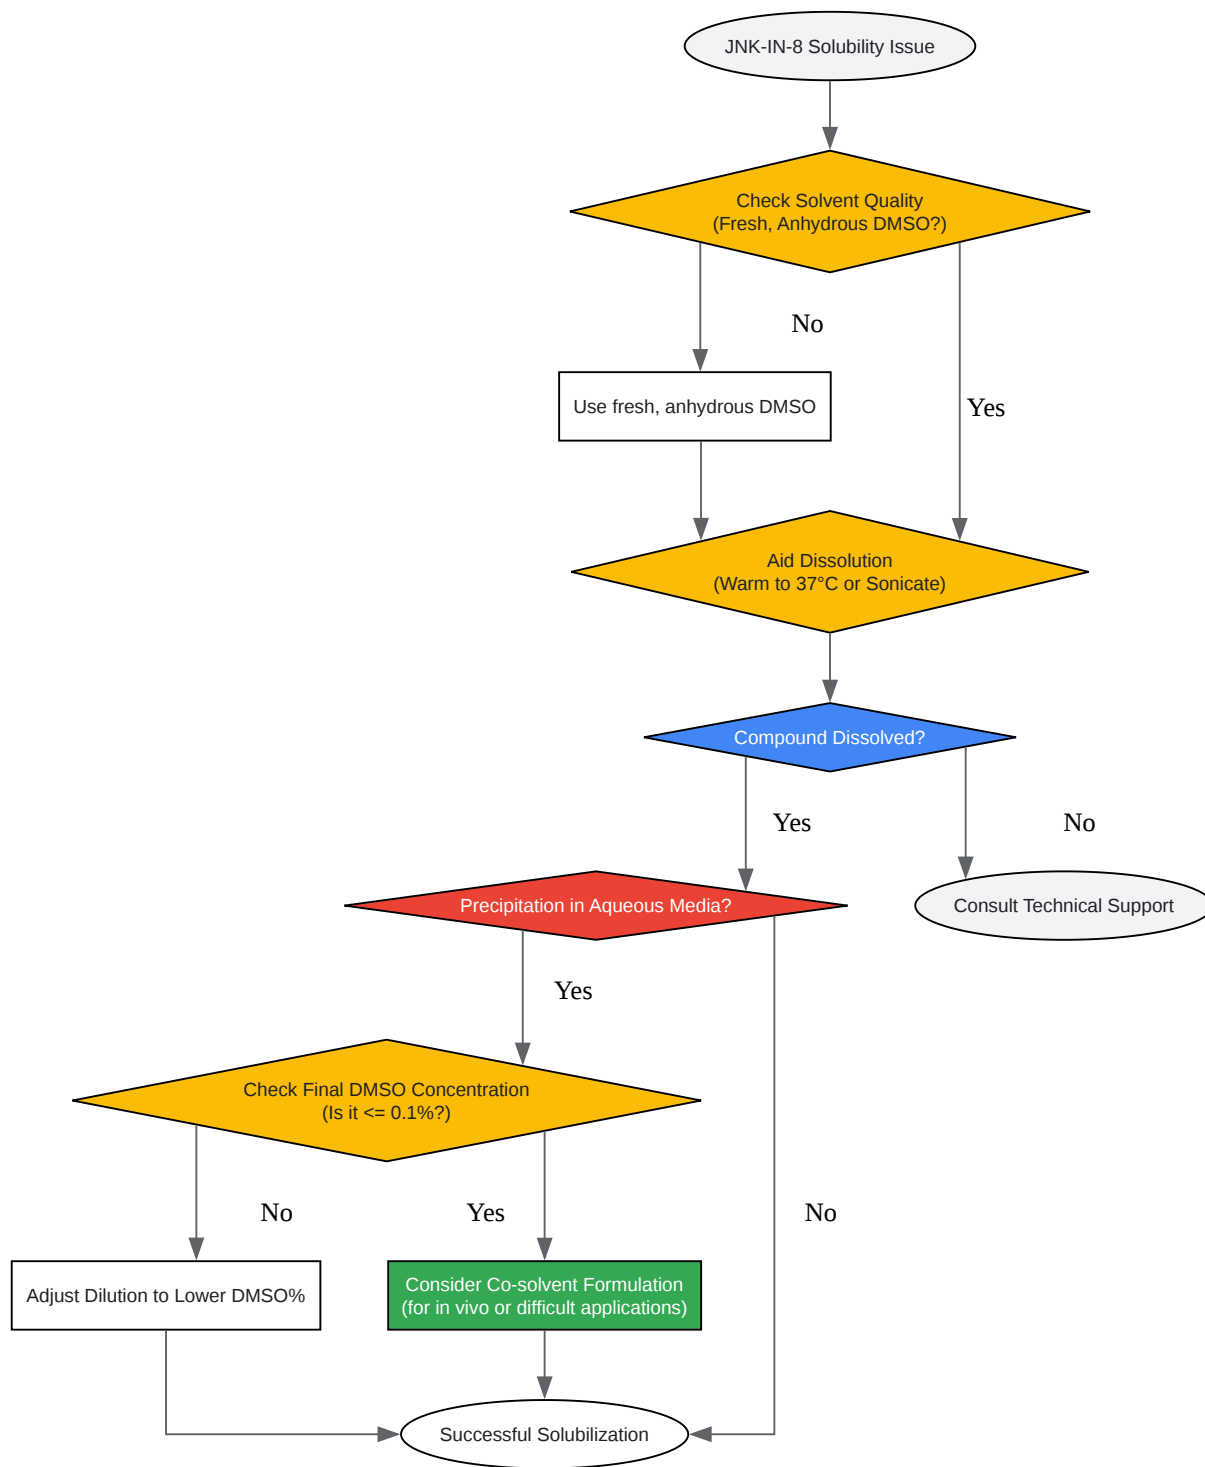 JNK-IN-8 Solubility Issue
Check Solvent Quality
(Fresh, Anhydrous DMSO?)
No
Use fresh, anhydrous DMSO
Yes
Aid Dissolution
(Warm to 37°C or Sonicate)
Compound Dissolved?
Yes
No
Precipitation in Aqueous Media?
Consult Technical Support
Yes
Check Final DMSO Concentration
(Is it <= 0.1%?)
No
Yes
No
Adjust Dilution to Lower DMSO%
Consider Co-solvent Formulation
(for in vivo or difficult applications)
Successful Solubilization